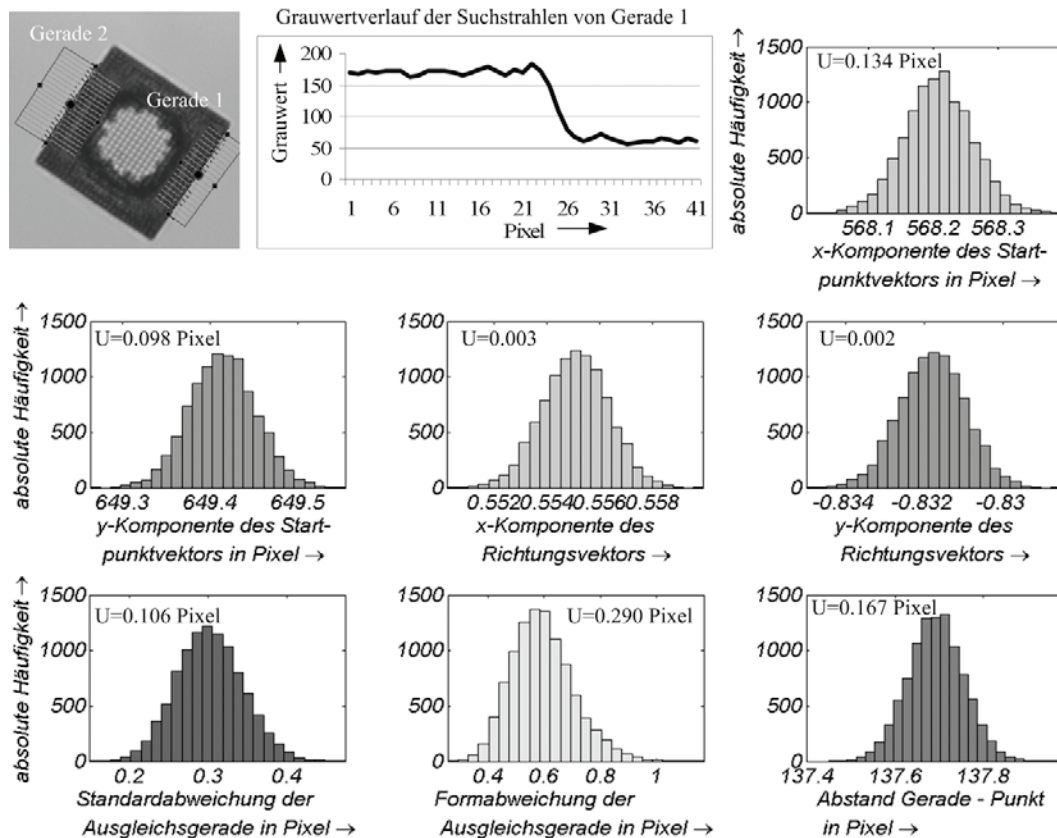 Gerade 2
Gerade 1
Grauwertverlauf der Suchstrahlen von Gerade 1
Grauwert
200
150
100
50
0
1 6 11 16 21 26 31 36 41
Pixel
absolute Häufigkeit →
1500
1000
500
0
U=0.134 Pixel
568.1 568.2 568.3
x-Komponente des Start-
punktvektors in Pixel →
absolute Häufigkeit →
1500
1000
500
0
U=0.098 Pixel
649.3 649.4 649.5
y-Komponente des Start-
punktvektors in Pixel →
1500
1000
500
0
U=0.003
0.552 0.554 0.556 0.558
x-Komponente des
Richtungsvektors →
1500
1000
500
0
U=0.002
-0.834 -0.832 -0.83
y-Komponente des
Richtungsvektors →
absolute Häufigkeit →
1500
1000
500
0
U=0.106 Pixel
0.2 0.3 0.4
Standardabweichung der
Ausgleichsgerade in Pixel →
1500
1000
500
0
U=0.290 Pixel
0.4 0.6 0.8 1
Formabweichung der
Ausgleichsgerade in Pixel →
1500
1000
500
0
U=0.167 Pixel
137.4 137.6 137.8
Abstand Gerade - Punkt
in Pixel →